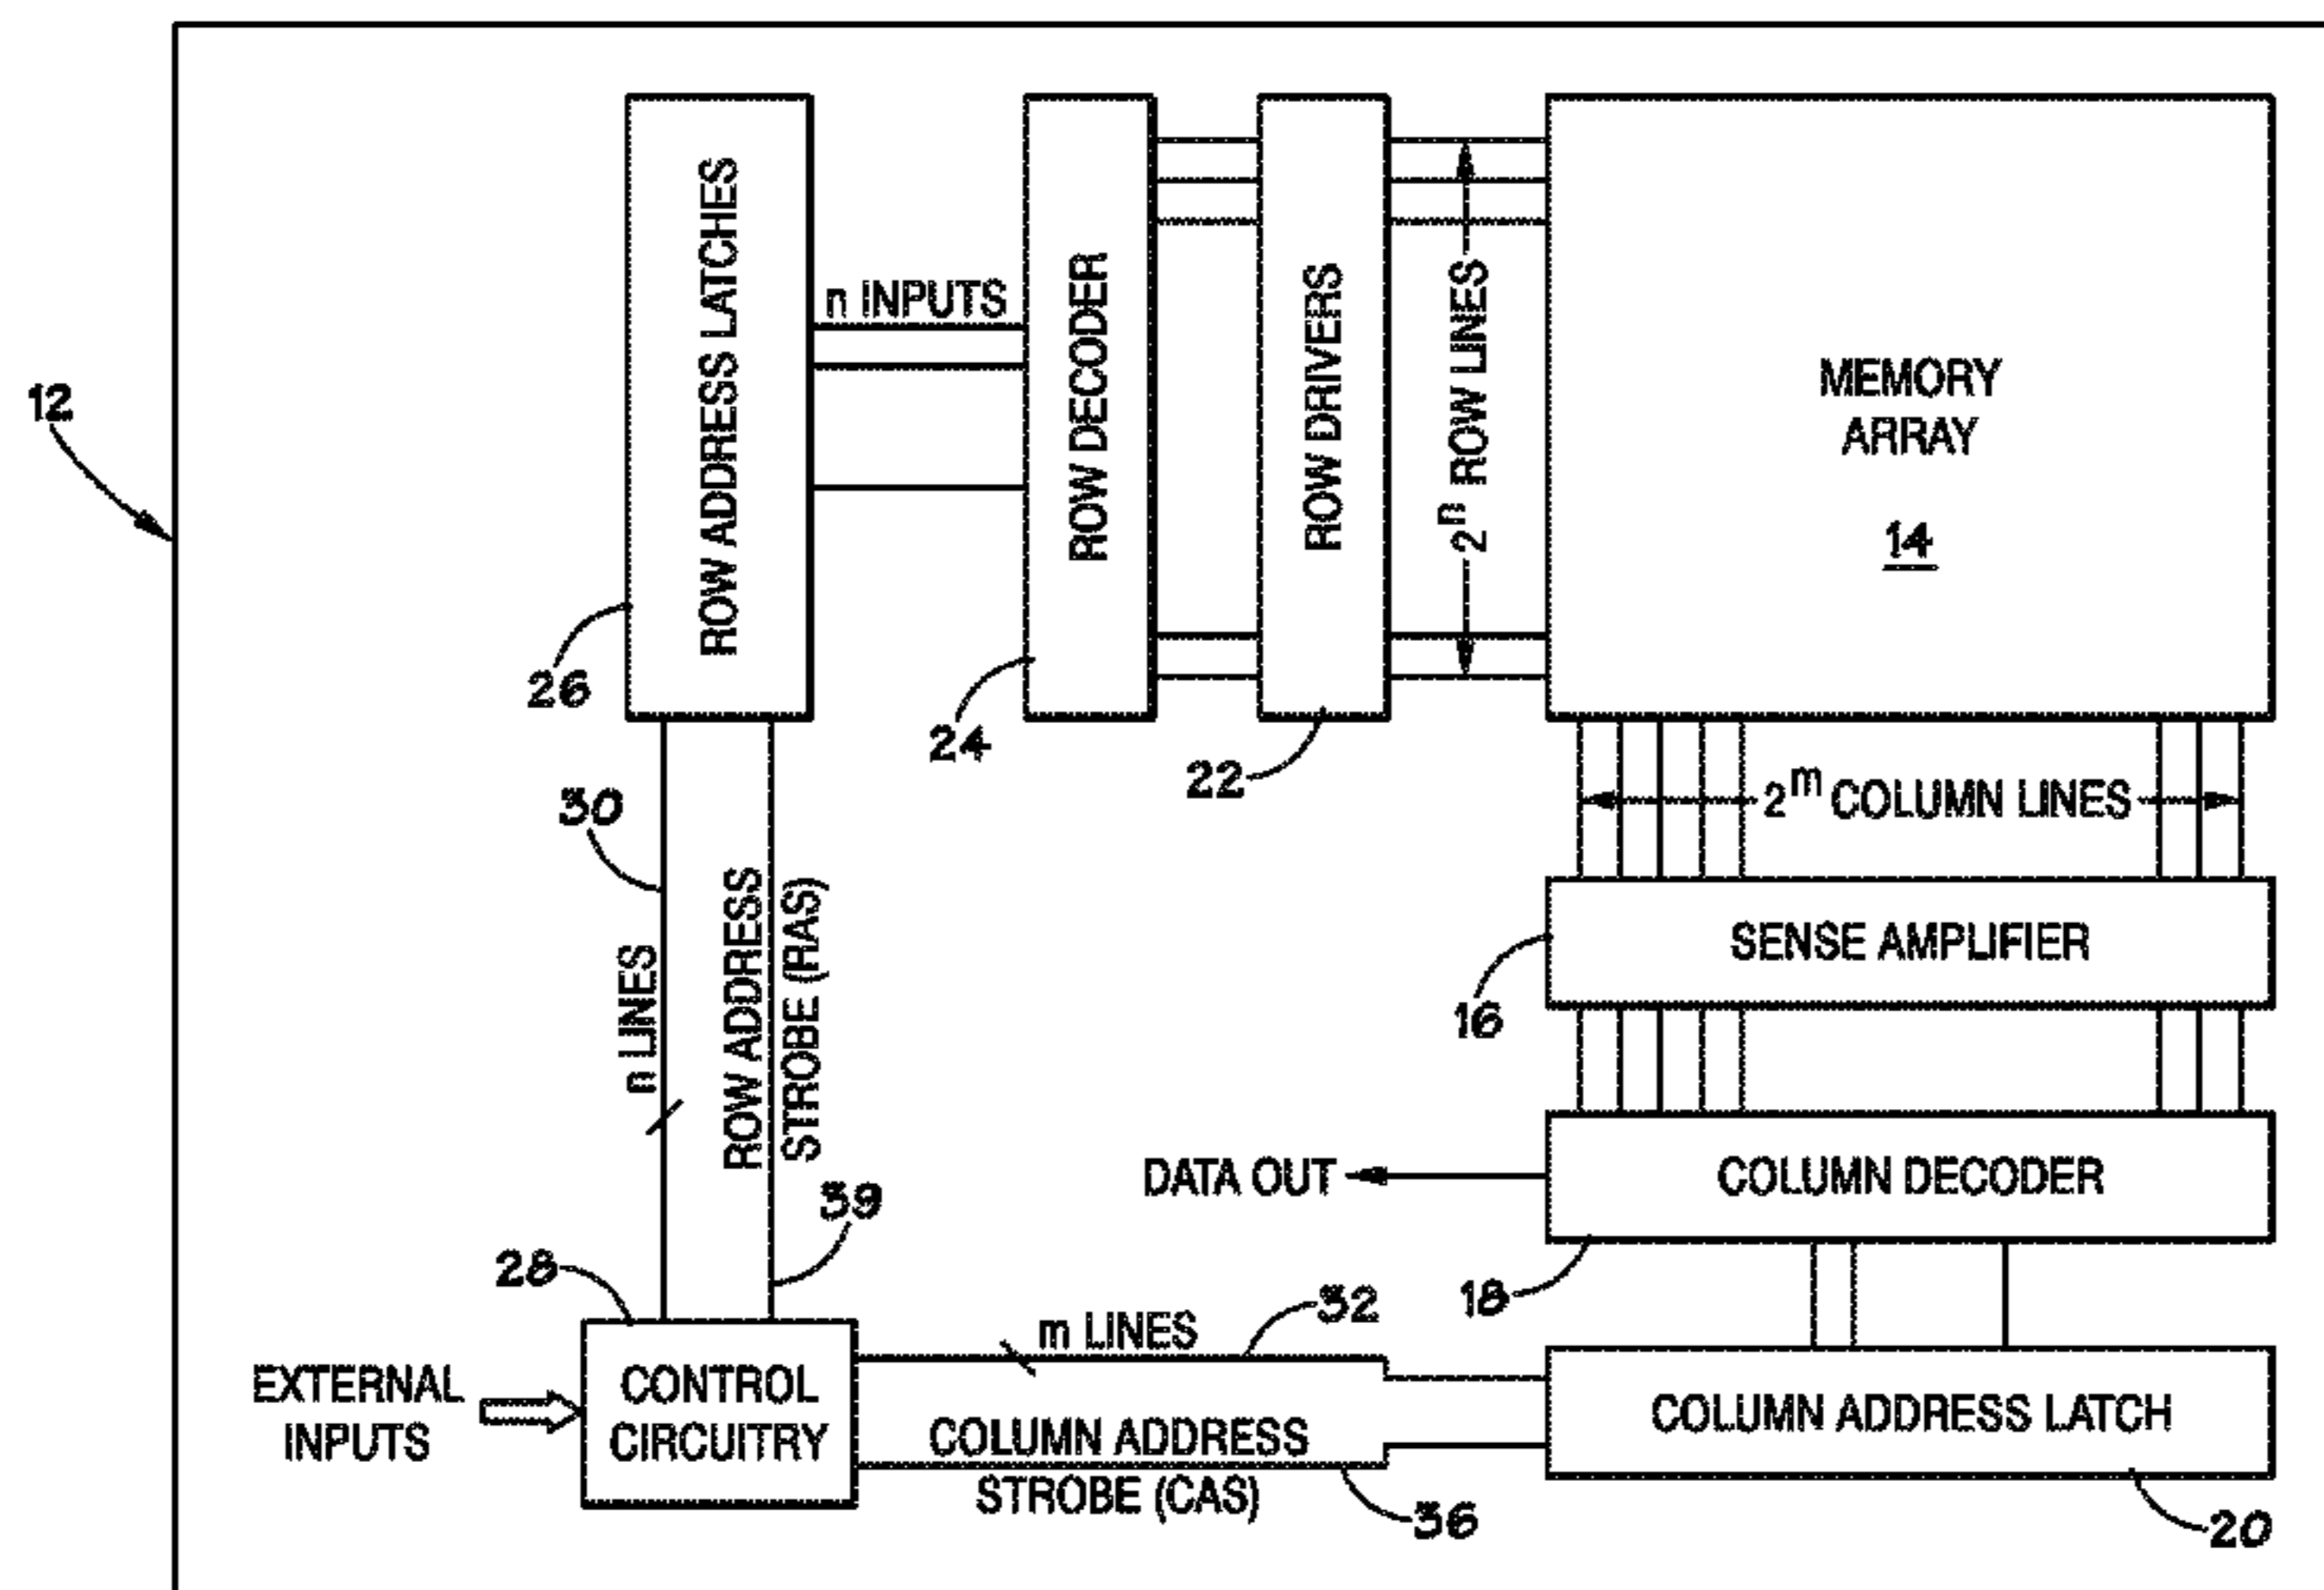 12
ROW ADDRESS LATCHES
26
n INPUTS
ROW DECODER
24
ROW DRIVERS
22
2ⁿ ROW LINES
MEMORY
ARRAY
14
2ᵐ COLUMN LINES
SENSE AMPLIFIER
16
30
n LINES
ROW ADDRESS
STROBE (RAS)
39
DATA OUT
COLUMN DECODER
18
28
EXTERNAL
INPUTS
CONTROL
CIRCUITRY
m LINES
32
COLUMN ADDRESS
STROBE (CAS)
36
COLUMN ADDRESS LATCH
20